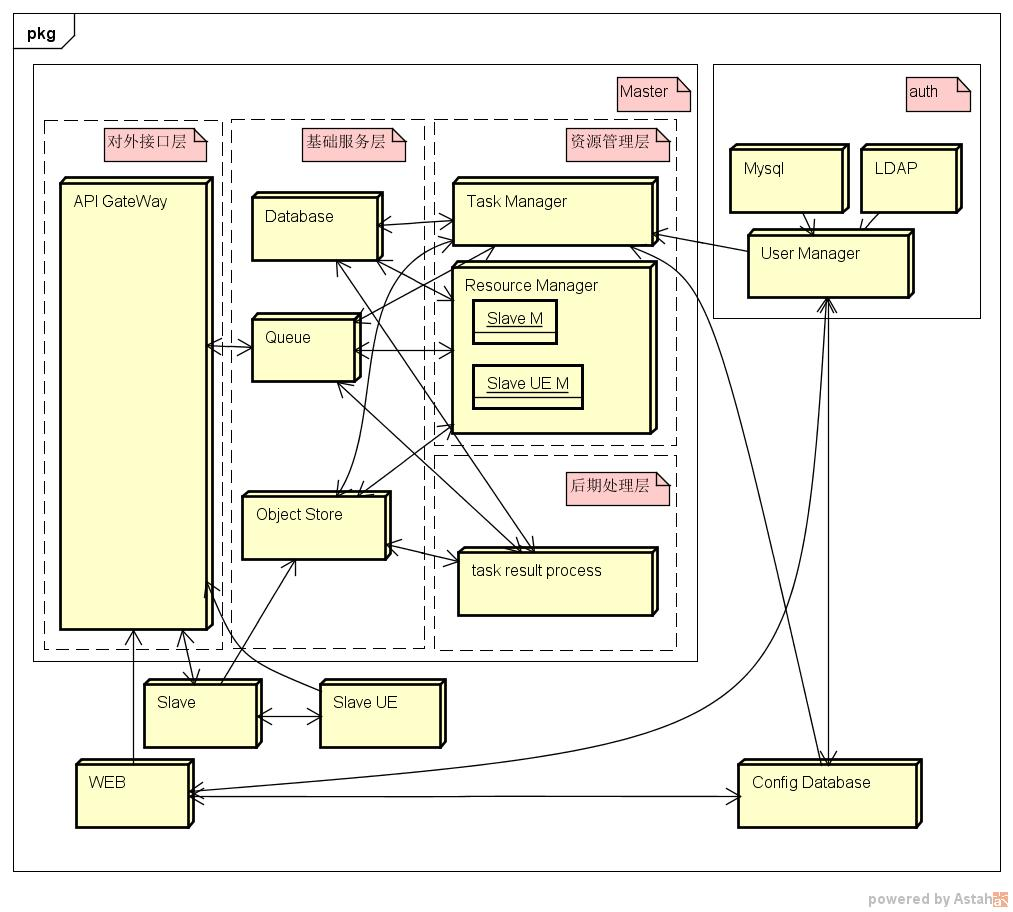 pkg
Master
auth
对外接口层
基础服务层
资源管理层
API GateWay
Database
Task Manager
Mysql
LDAP
User Manager
Resource Manager
Slave M
Queue
Slave UE M
后期处理层
Object Store
task result process
Slave
Slave UE
WEB
Config Database
powered by Astah